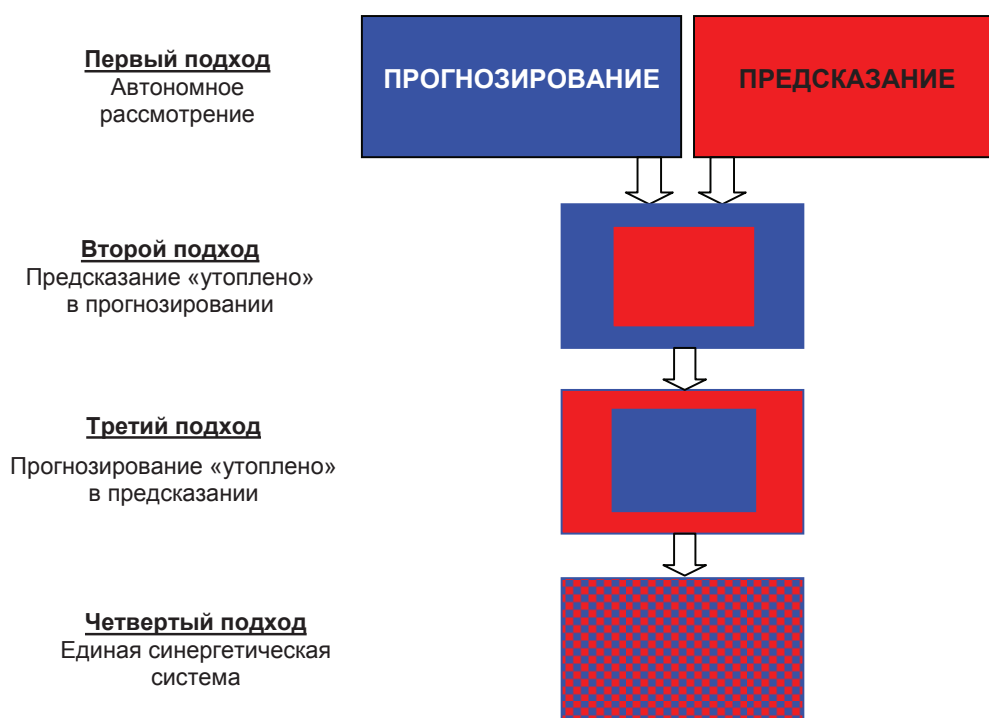 Первый подход
Автономное
рассмотрение
ПРОГНОЗИРОВАНИЕ
ПРЕДСКАЗАНИЕ
Второй подход
Предсказание «утоплено»
в прогнозировании
Третий подход
Прогнозирование «утоплено»
в предсказании
Четвертый подход
Единая синергетическая
система